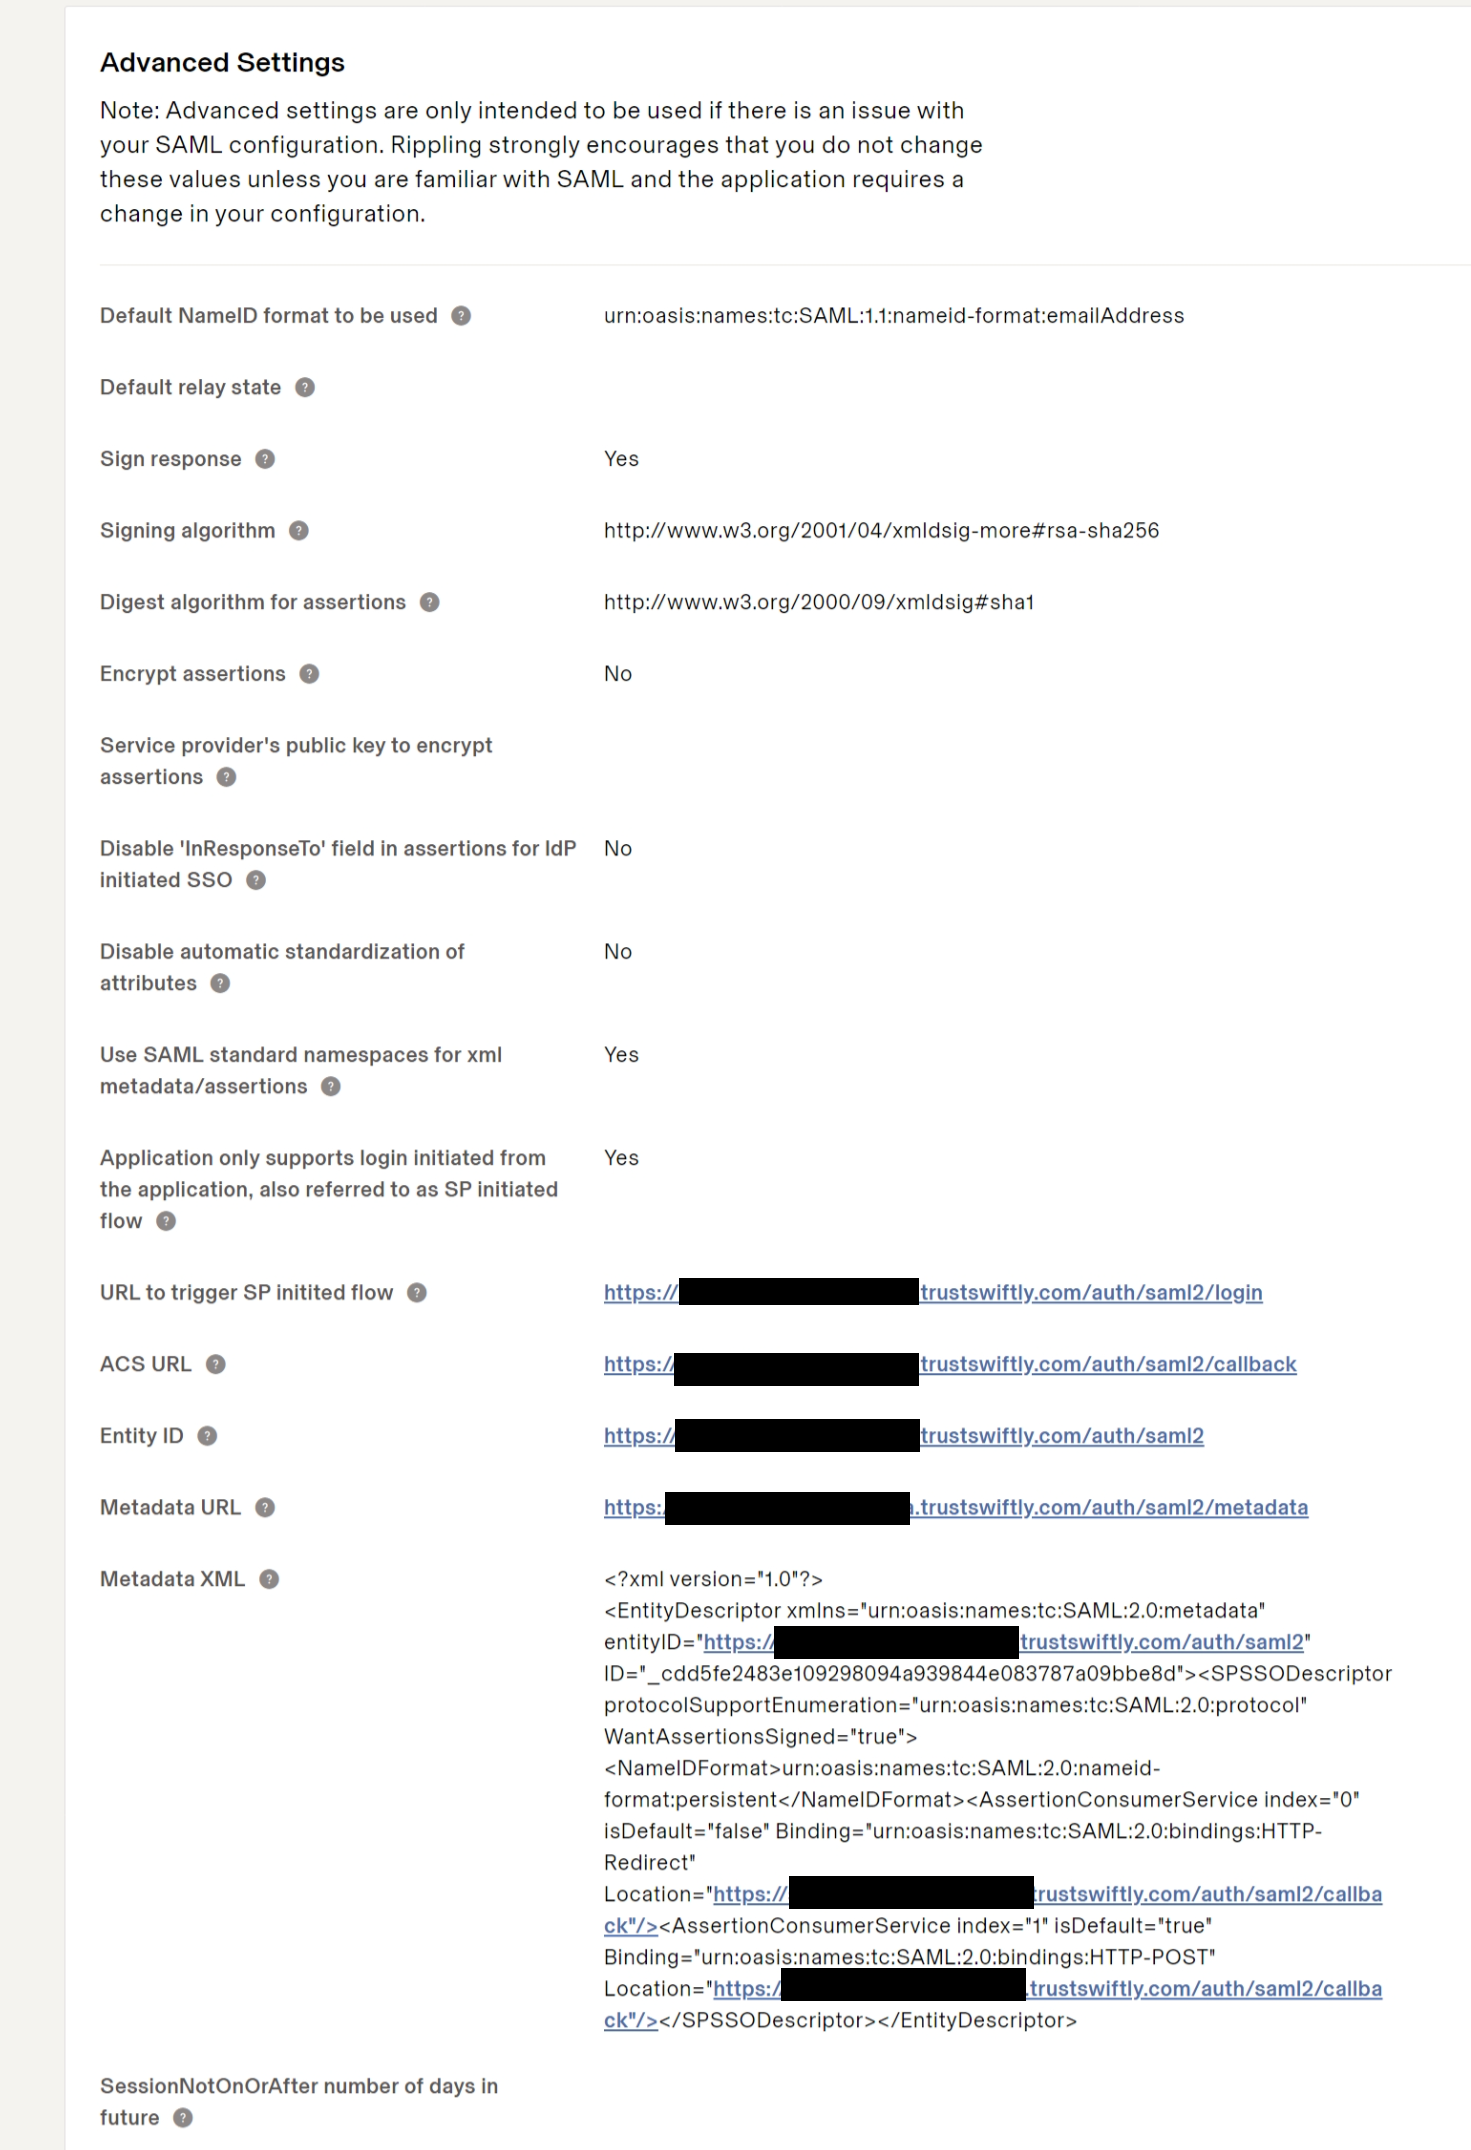 Advanced Settings
Note: Advanced settings are only intended to be used if there is an issue with
your SAML configuration. Rippling strongly encourages that you do not change
these values unless you are familiar with SAML and the application requires a
change in your configuration.
Default NameID format to be used ?
urn:oasis:names:tc:SAML:1.1:nameid-format:emailAddress
Default relay state ?
Sign response ?
Yes
Signing algorithm ?
http://www.w3.org/2001/04/xmldsig-more#rsa-sha256
Digest algorithm for assertions ?
http://www.w3.org/2000/09/xmldsig#sha1
Encrypt assertions ?
No
Service provider's public key to encrypt
assertions ?
Disable 'InResponseTo' field in assertions for IdP
initiated SSO ?
No
Disable automatic standardization of
attributes ?
No
Use SAML standard namespaces for xml
metadata/assertions ?
Yes
Application only supports login initiated from
the application, also referred to as SP initiated
flow ?
Yes
URL to trigger SP initited flow ?
https:// trustswiftly.com/auth/saml2/login
ACS URL ?
https:// trustswiftly.com/auth/saml2/callback
Entity ID ?
https:// trustswiftly.com/auth/saml2
Metadata URL ?
https: .trustswiftly.com/auth/saml2/metadata
Metadata XML ?
<?xml version="1.0"?>
<EntityDescriptor xmlns="urn:oasis:names:tc:SAML:2.0:metadata"
entityID="https:// trustswiftly.com/auth/saml2"
ID="_cdd5fe2483e109298094a939844e083787a09bbe8d"><SPSSODescriptor
protocolSupportEnumeration="urn:oasis:names:tc:SAML:2.0:protocol"
WantAssertionsSigned="true">
<NameIDFormat>urn:oasis:names:tc:SAML:2.0:nameid-
format:persistent</NameIDFormat><AssertionConsumerService index="0"
isDefault="false" Binding="urn:oasis:names:tc:SAML:2.0:bindings:HTTP-
Redirect"
Location="https:// trustswiftly.com/auth/saml2/callba
ck"/><AssertionConsumerService index="1" isDefault="true"
Binding="urn:oasis:names:tc:SAML:2.0:bindings:HTTP-POST"
Location="https:/ .trustswiftly.com/auth/saml2/callba
ck"/></SPSSODescriptor></EntityDescriptor>
SessionNotOnOrAfter number of days in
future ?